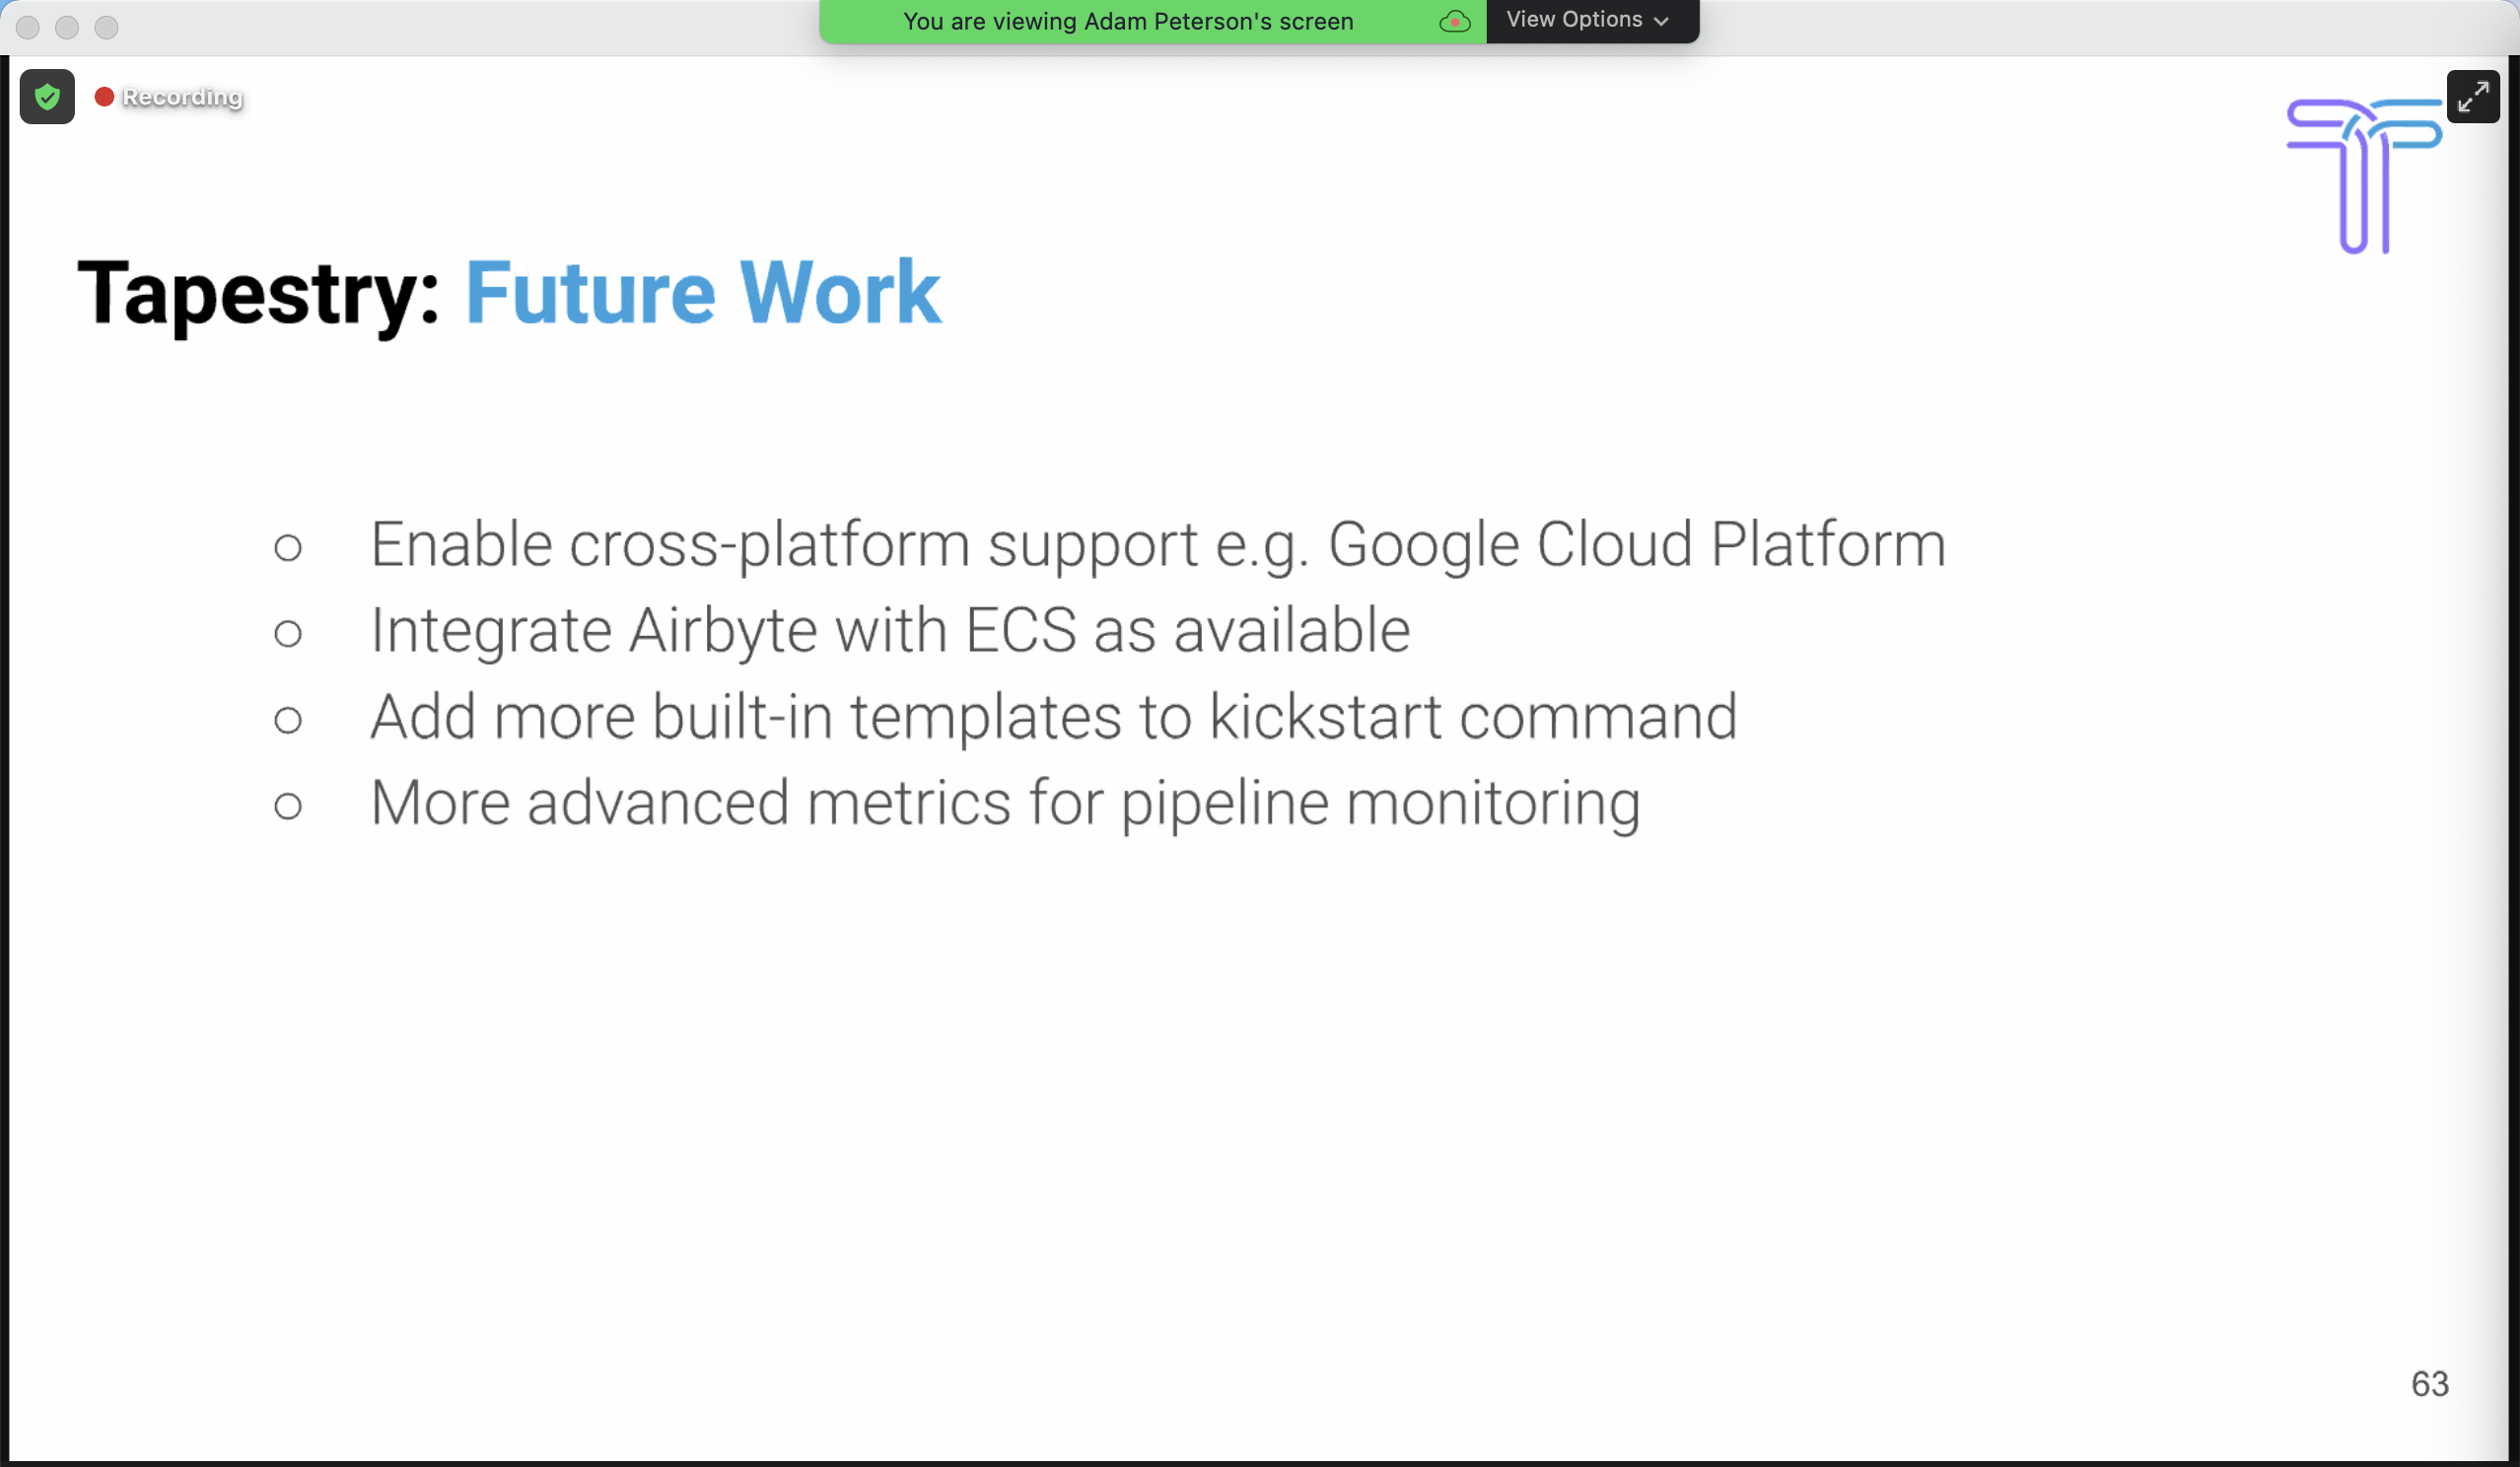 You are viewing Adam Peterson's screen
View Options
Recording
Tapestry: Future Work
Enable cross-platform support e.g. Google Cloud Platform
Integrate Airbyte with ECS as available
Add more built-in templates to kickstart command
More advanced metrics for pipeline monitoring
63